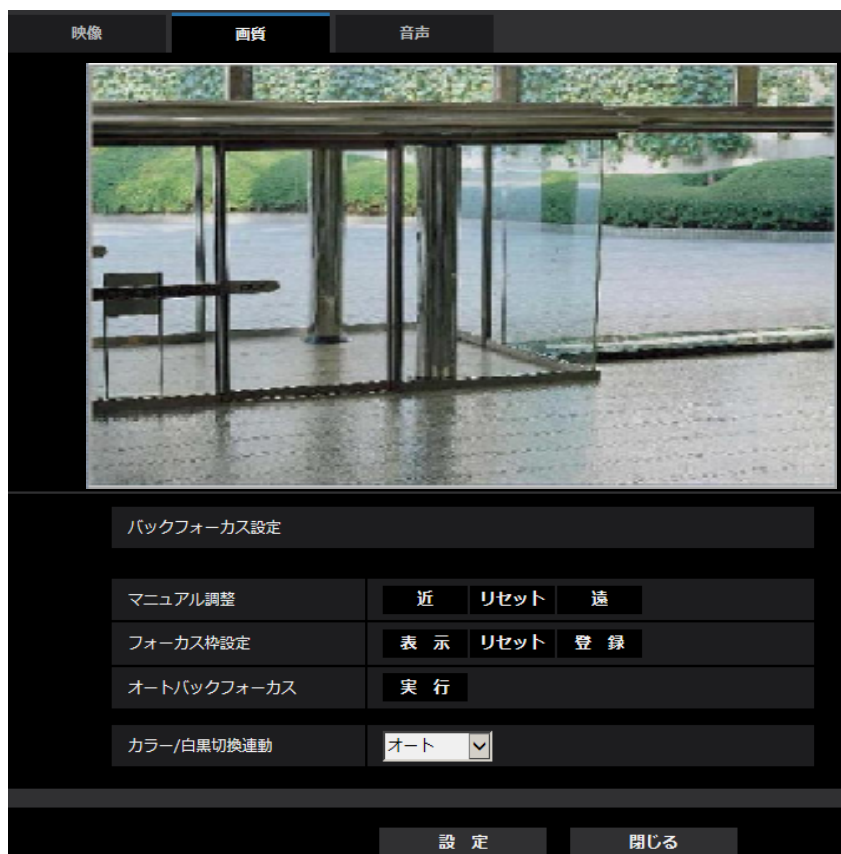 映像 画質 音声
バックフォーカス設定
マニュアル調整 近 リセット 遠
フォーカス枠設定 表 示 リセット 登 録
オートバックフォーカス 実 行
カラー/白黒切換連動 オート
設 定 閉じる